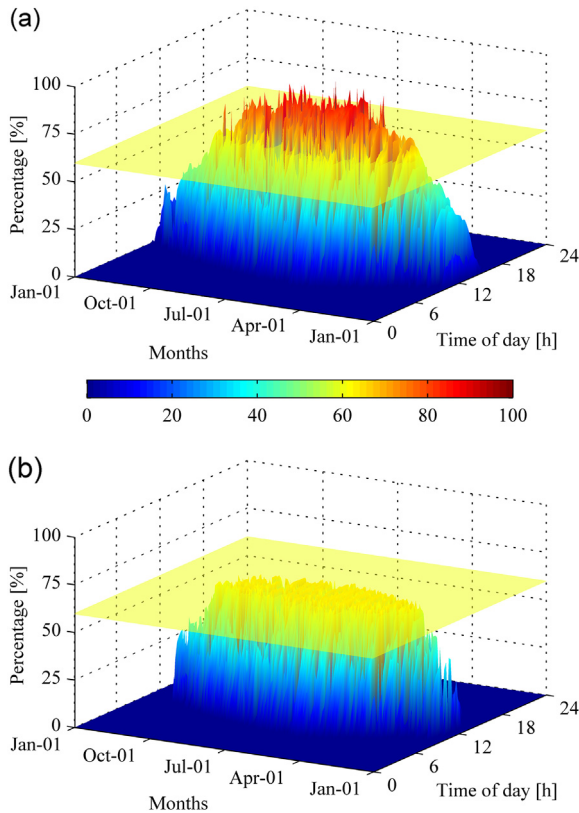 (a)
Percentage [%]
100
75
50
25
0
Jan-01
Oct-01
Jul-01
Apr-01
Jan-01
Months
0
6
12
18
24
Time of day [h]
0 20 40 60 80 100
(b)
Percentage [%]
100
75
50
25
0
Jan-01
Oct-01
Jul-01
Apr-01
Jan-01
Months
0
6
12
18
24
Time of day [h]